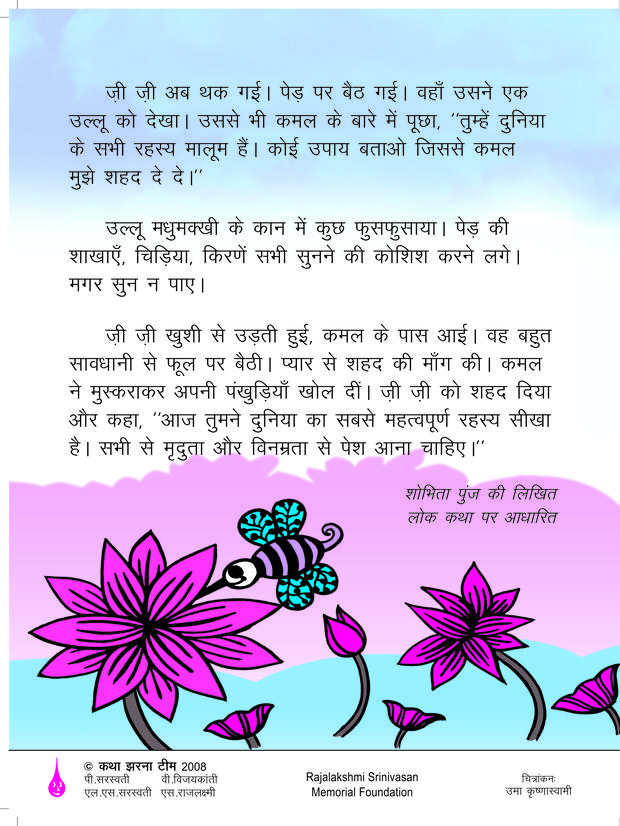 ज़ी ज़ी अब थक गई। पेड़ पर बैठ गई। वहाँ उसने एक
उल्लू को देखा। उससे भी कमल के बारे में पूछा, ''तुम्हें दुनिया
के सभी रहस्य मालूम हैं। कोई उपाय बताओ जिससे कमल
मुझे शहद दे दे।''
उल्लू मधुमक्खी के कान में कुछ फुसफुसाया। पेड़ की
शाखाएँ, चिड़िया, किरणें सभी सुनने की कोशिश करने लगे।
मगर सुन न पाए।
ज़ी ज़ी खुशी से उड़ती हुई, कमल के पास आई। वह बहुत
सावधानी से फूल पर बैठी। प्यार से शहद की माँग की। कमल
ने मुस्कराकर अपनी पंखुड़ियाँ खोल दीं। ज़ी ज़ी को शहद दिया
और कहा, ''आज तुमने दुनिया का सबसे महत्वपूर्ण रहस्य सीखा
है। सभी से मृदुता और विनम्रता से पेश आना चाहिए।''
शोभिता पुंज की लिखित
लोक कथा पर आधारित
© कथा झरना टीम 2008
पी.सरस्वती वी.विजयकांती
एल.एस.सरस्वती एस.राजलक्ष्मी
Rajalakshmi Srinivasan
Memorial Foundation
चित्रांकनः
उमा कृष्णास्वामी